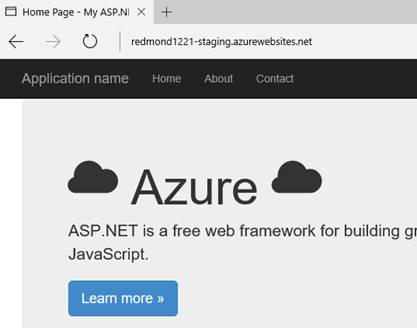 Home Page - My ASP.NE
redmond1221-staging.azurewebsites.net
Application name Home About Contact
Azure
ASP.NET is a free web framework for building gr
JavaScript.
Learn more »